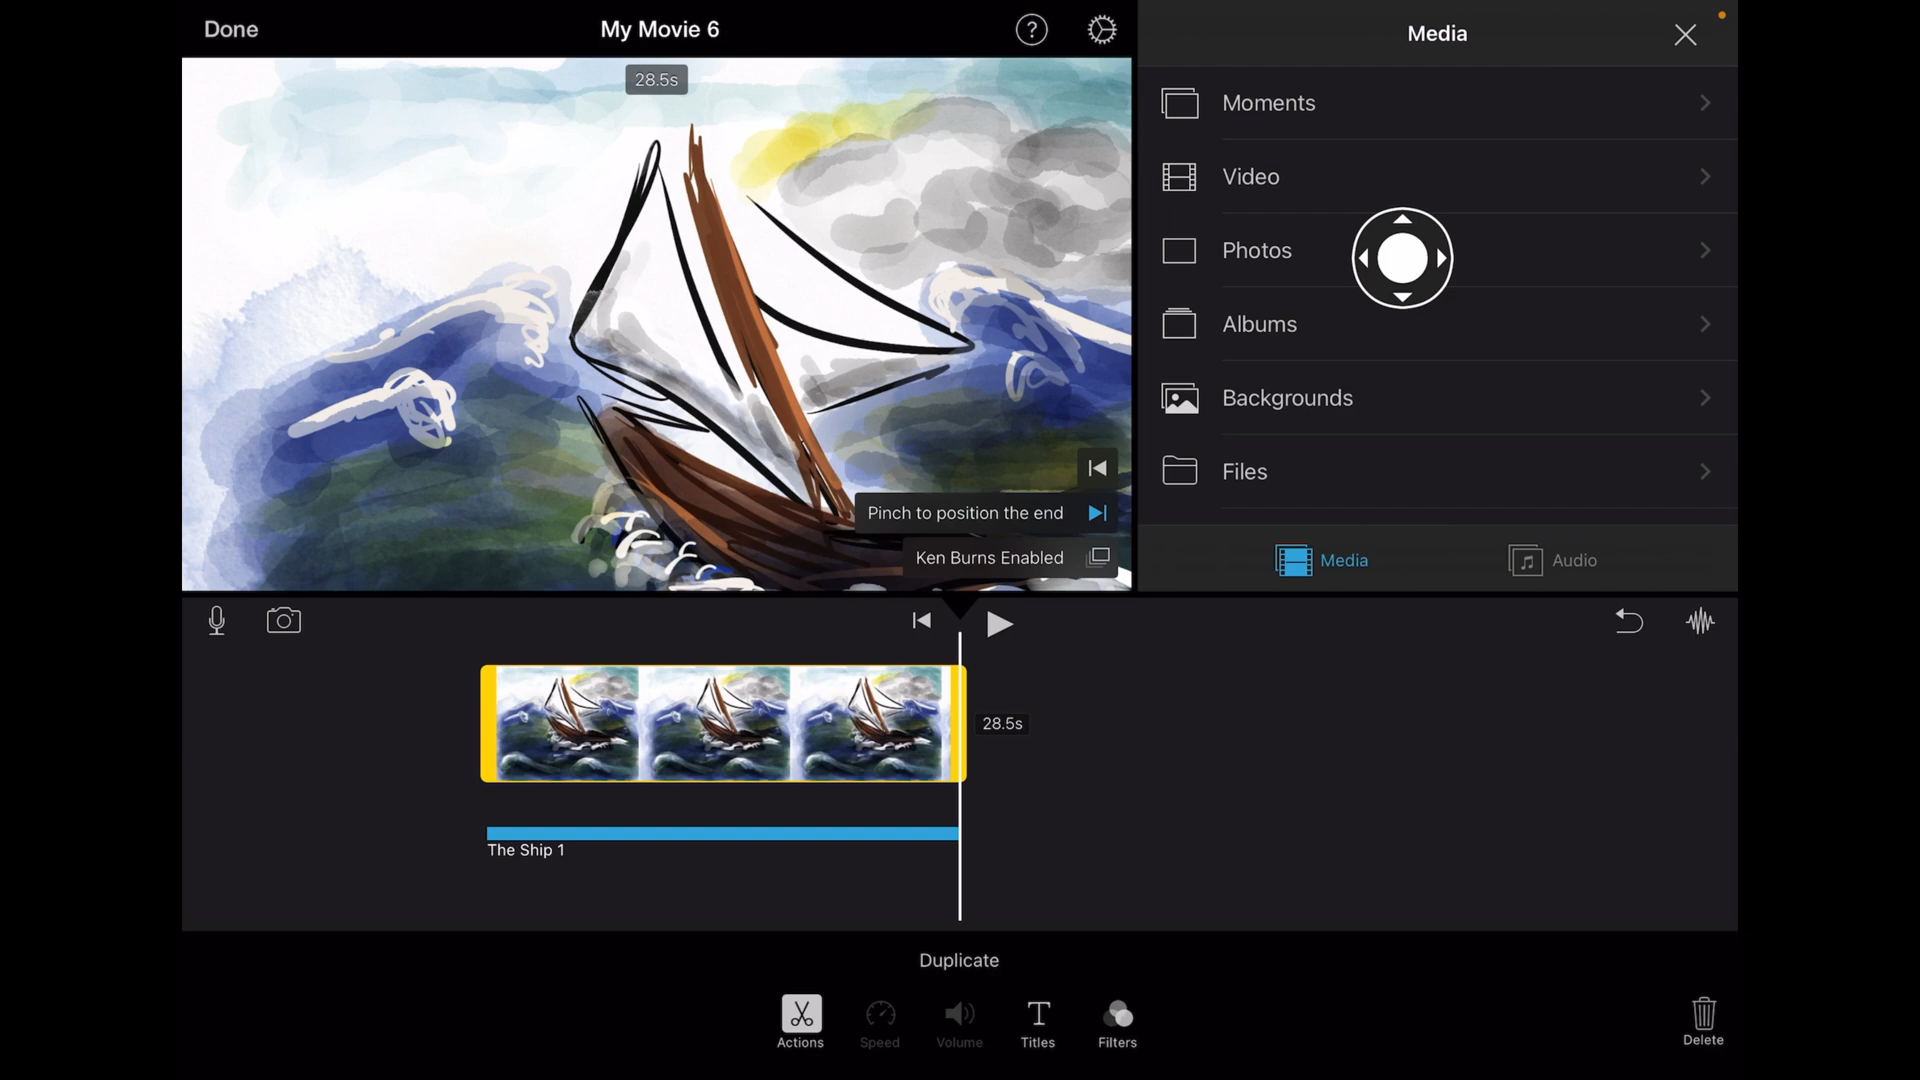 Done
My Movie 6
?
28.5s
Pinch to position the end
Ken Burns Enabled
Media
Moments
Video
Photos
Albums
Backgrounds
Files
Media
Audio
28.5s
The Ship 1
Duplicate
Actions
Speed
Volume
Titles
Filters
Delete